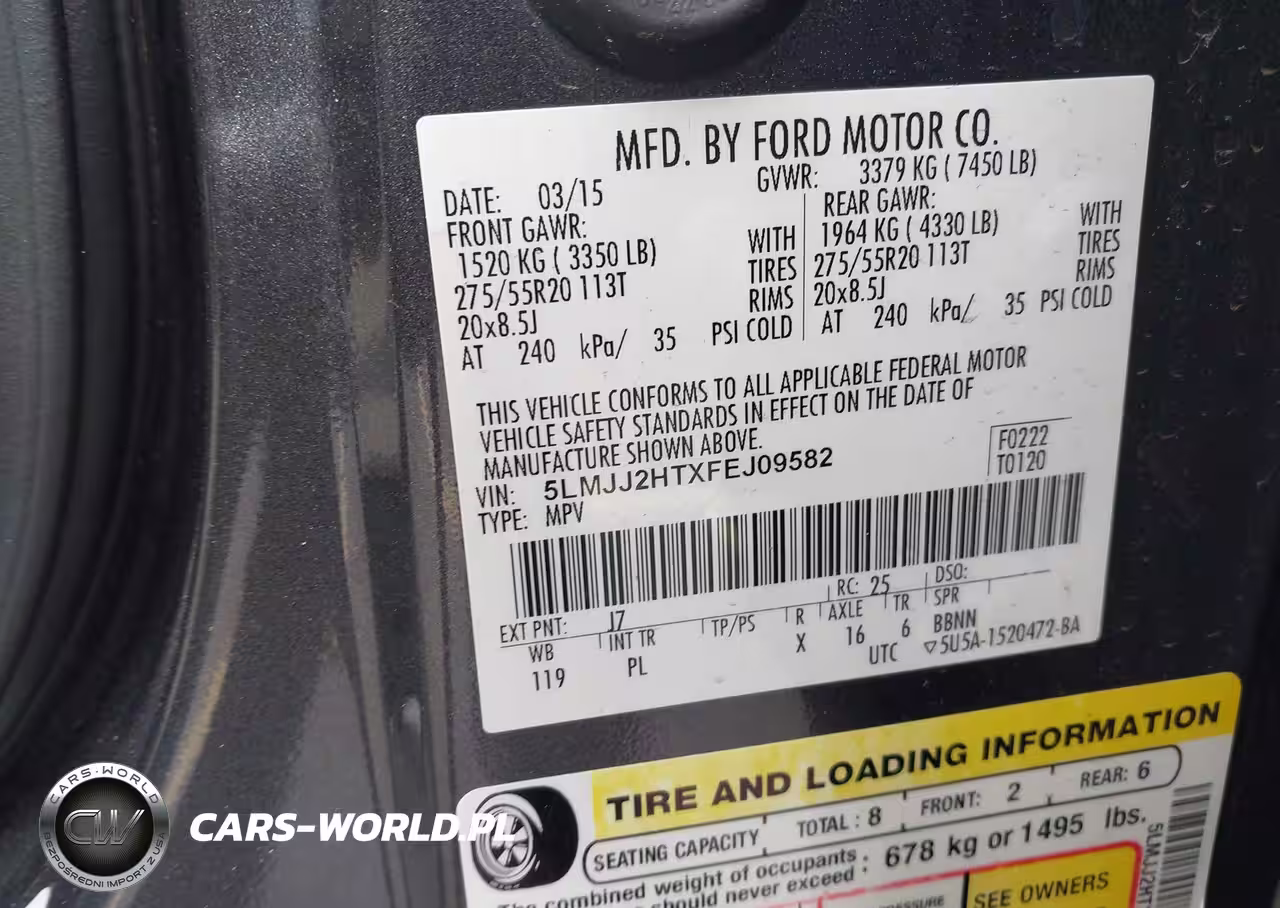 MFD. BY FORD MOTOR CO.
DATE: 03/15 GVWR: 3379 KG ( 7450 LB)
FRONT GAWR: REAR GAWR:
1520 KG ( 3350 LB) WITH 1964 KG ( 4330 LB) WITH
275/55R20 113T TIRES 275/55R20 113T TIRES
20x8.5J RIMS 20x8.5J RIMS
AT 240 kPa/ 35 PSI COLD AT 240 kPa/ 35 PSI COLD
THIS VEHICLE CONFORMS TO ALL APPLICABLE FEDERAL MOTOR
VEHICLE SAFETY STANDARDS IN EFFECT ON THE DATE OF
MANUFACTURE SHOWN ABOVE.
F0222
VIN: 5LMJJ2HTXFEJ09582
T0120
TYPE: MPV
EXT PNT: J7 RC: 25 DSO:
WB INT TR TP/PS R AXLE TR SPR
119 PL X 16 6 BBNN
UTC ▽5U5A-1520472-BA
TIRE AND LOADING INFORMATION
SEATING CAPACITY TOTAL : 8 FRONT: 2 REAR: 6
combined weight of occupants
should never exceed : 678 kg or 1495 lbs.
SEE OWNERS
5LMJJ2HT
CARS-WORLD
CW
BEZPOŚREDNI IMPORT Z USA
CARS-WORLD.PL